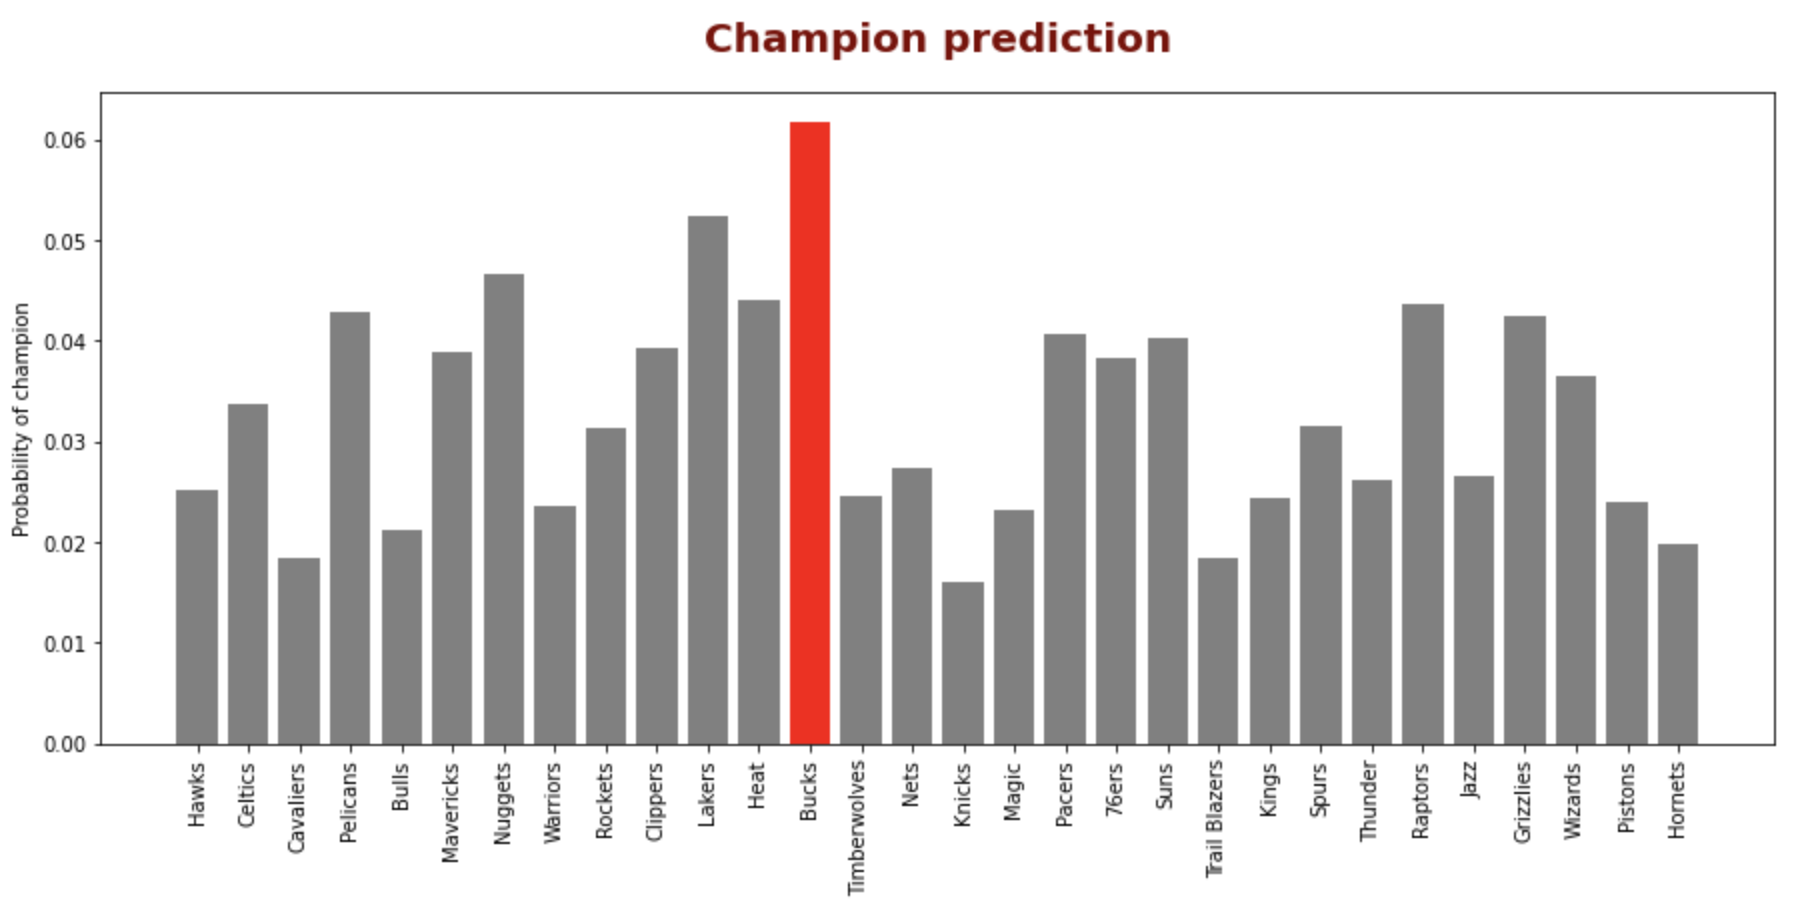 Champion prediction
Probability of champion
0.06
0.05
0.04
0.03
0.02
0.01
0.00
Hawks
Celtics
Cavaliers
Pelicans
Bulls
Mavericks
Nuggets
Warriors
Rockets
Clippers
Lakers
Heat
Bucks
Timberwolves
Nets
Knicks
Magic
Pacers
76ers
Suns
Trail Blazers
Kings
Spurs
Thunder
Raptors
Jazz
Grizzlies
Wizards
Pistons
Hornets